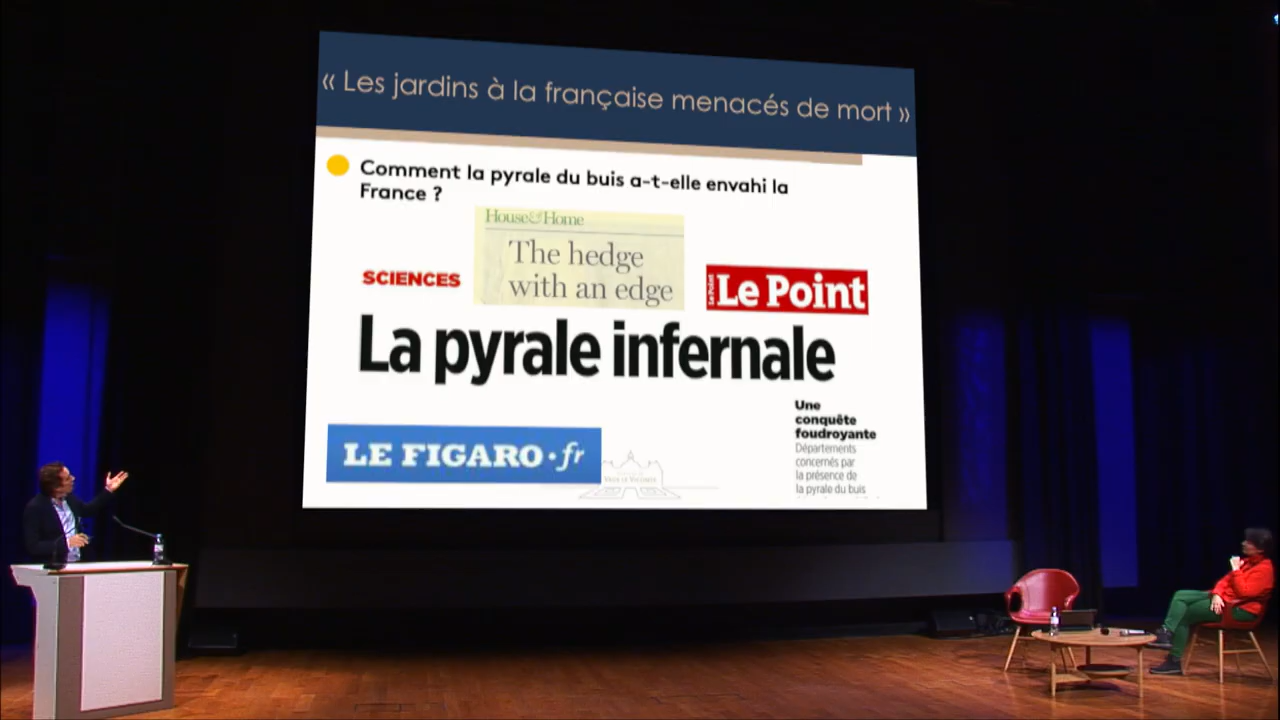 « Les jardins à la française menacés de mort »
Comment la pyrale du buis a-t-elle envahi la
France ?
House & Home
The hedge
with an edge
SCIENCES
Le Point
Le Point
La pyrale infernale
Une
conquête
foudroyante
Départements
concernés par
la présence de
la pyrale du buis
LE FIGARO·fr